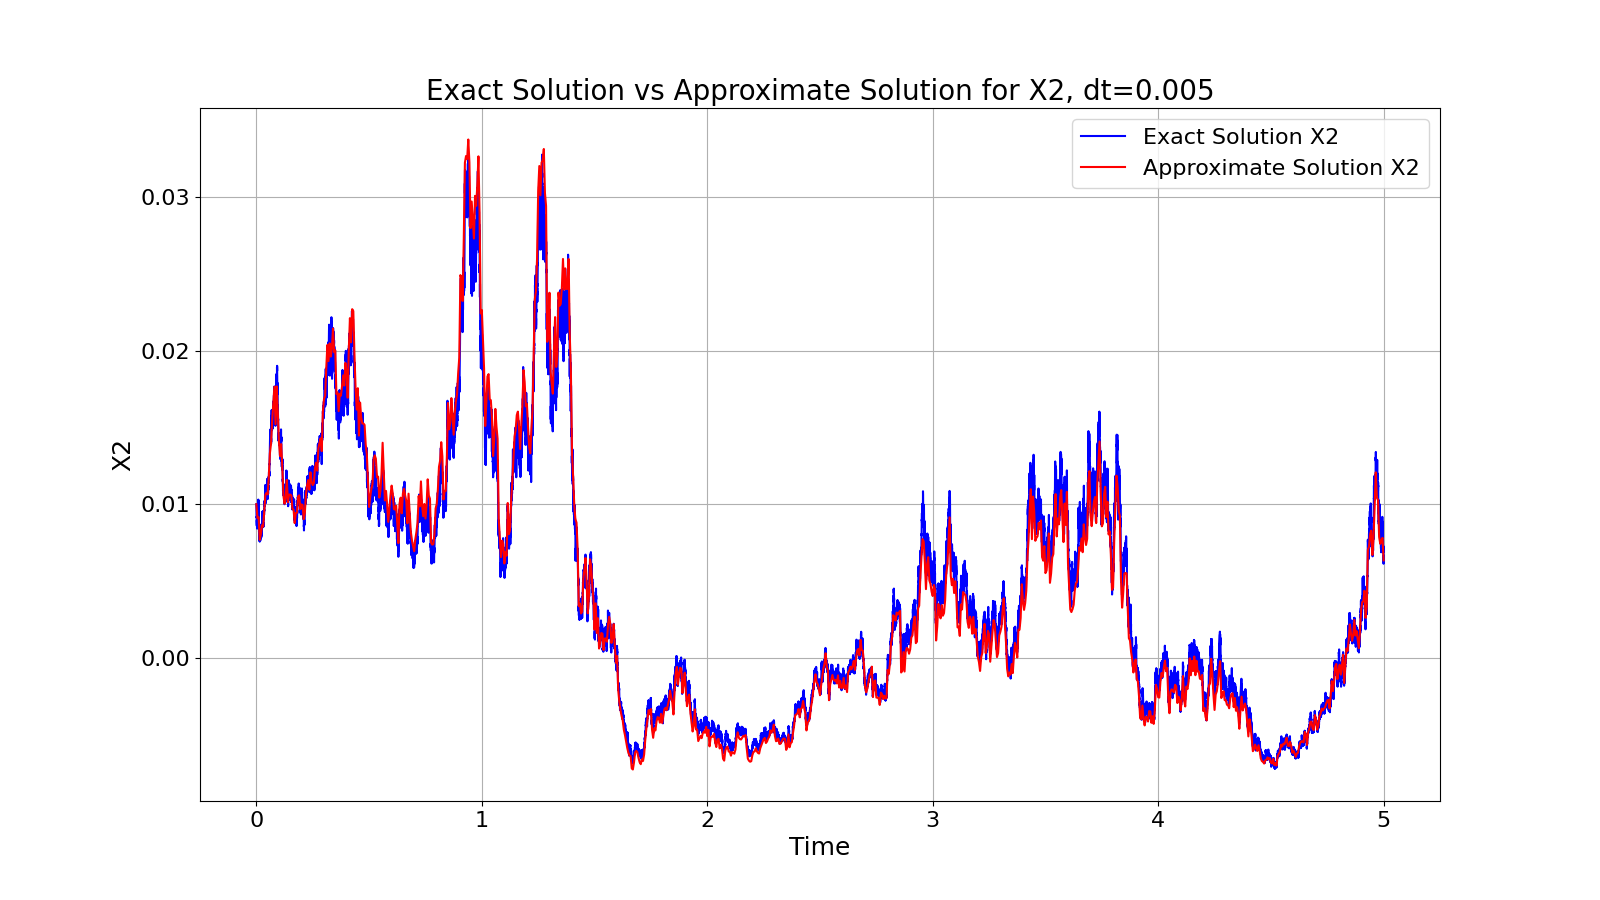 Exact Solution vs Approximate Solution for X2, dt=0.005
Exact Solution X2
Approximate Solution X2
0.03
0.02
0.01
0.00
X2
0 1 2 3 4 5
Time